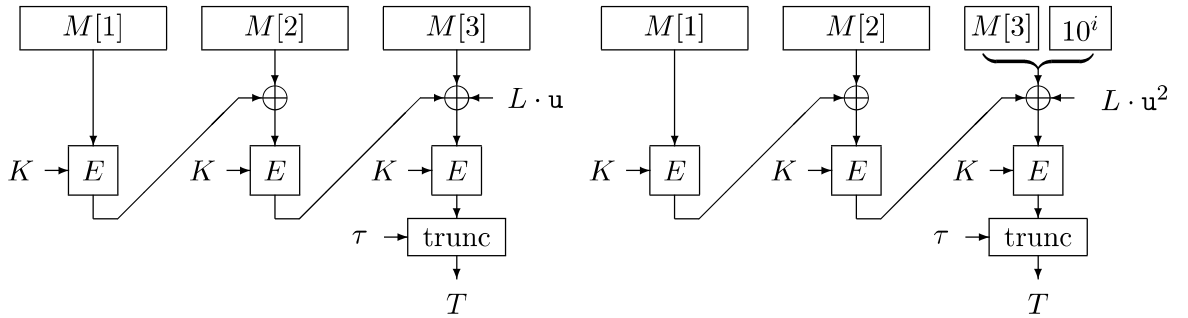 M[1] M[2] M[3] M[1] M[2] M[3] 10^i
L · u L · u^2
K E K E K E K E K E K E
τ trunc τ trunc
T T